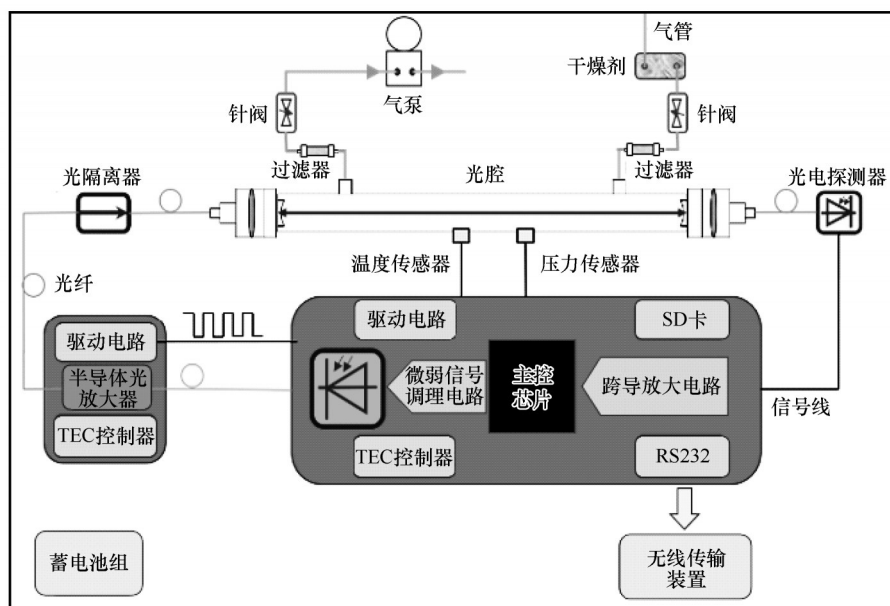 气管
干燥剂
气泵
针阀
针阀
过滤器
光腔
过滤器
光隔离器
光电探测器
温度传感器
压力传感器
光纤
驱动电路
SD卡
驱动电路
半导体光
放大器
TEC控制器
微弱信号
调理电路
主控
芯片
跨导放大电路
信号线
TEC控制器
RS232
蓄电池组
无线传输
装置